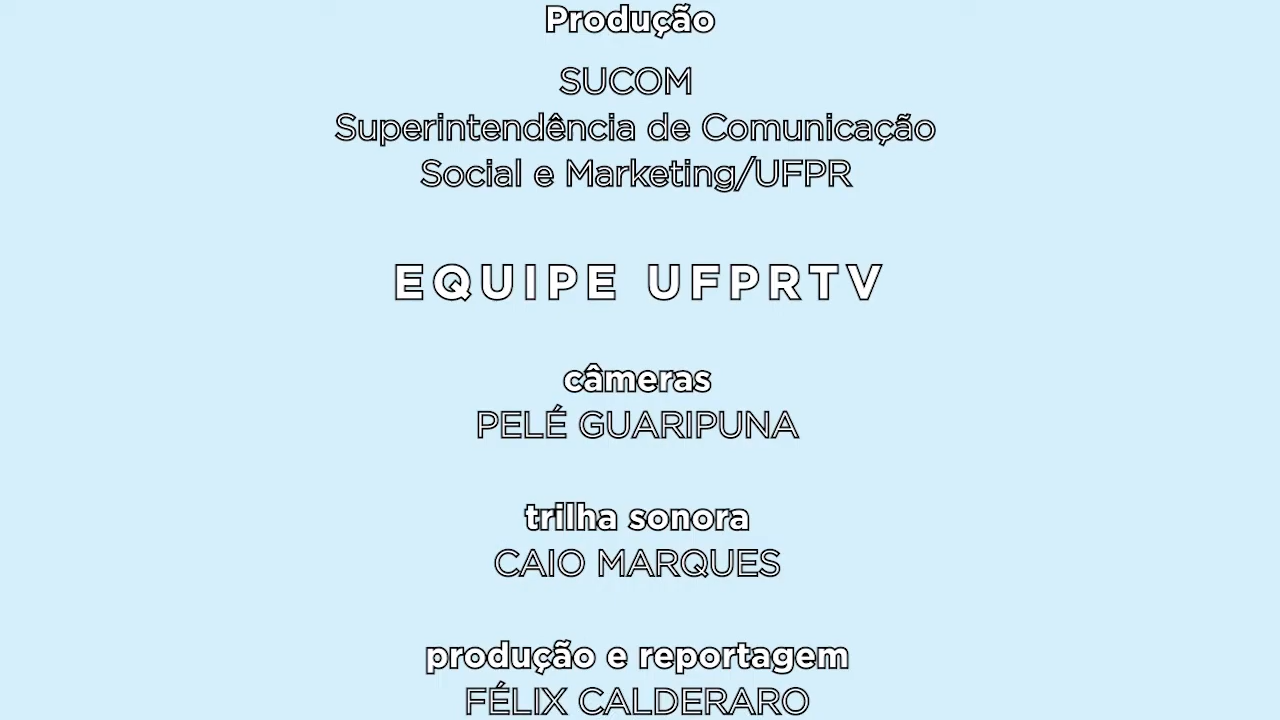 Produção
SUCOM
Superintendência de Comunicação
Social e Marketing/UFPR
EQUIPE UFPRTV
câmeras
PELÉ GUARIPUNA
trilha sonora
CAIO MARQUES
produção e reportagem
FÉLIX CALDERARO